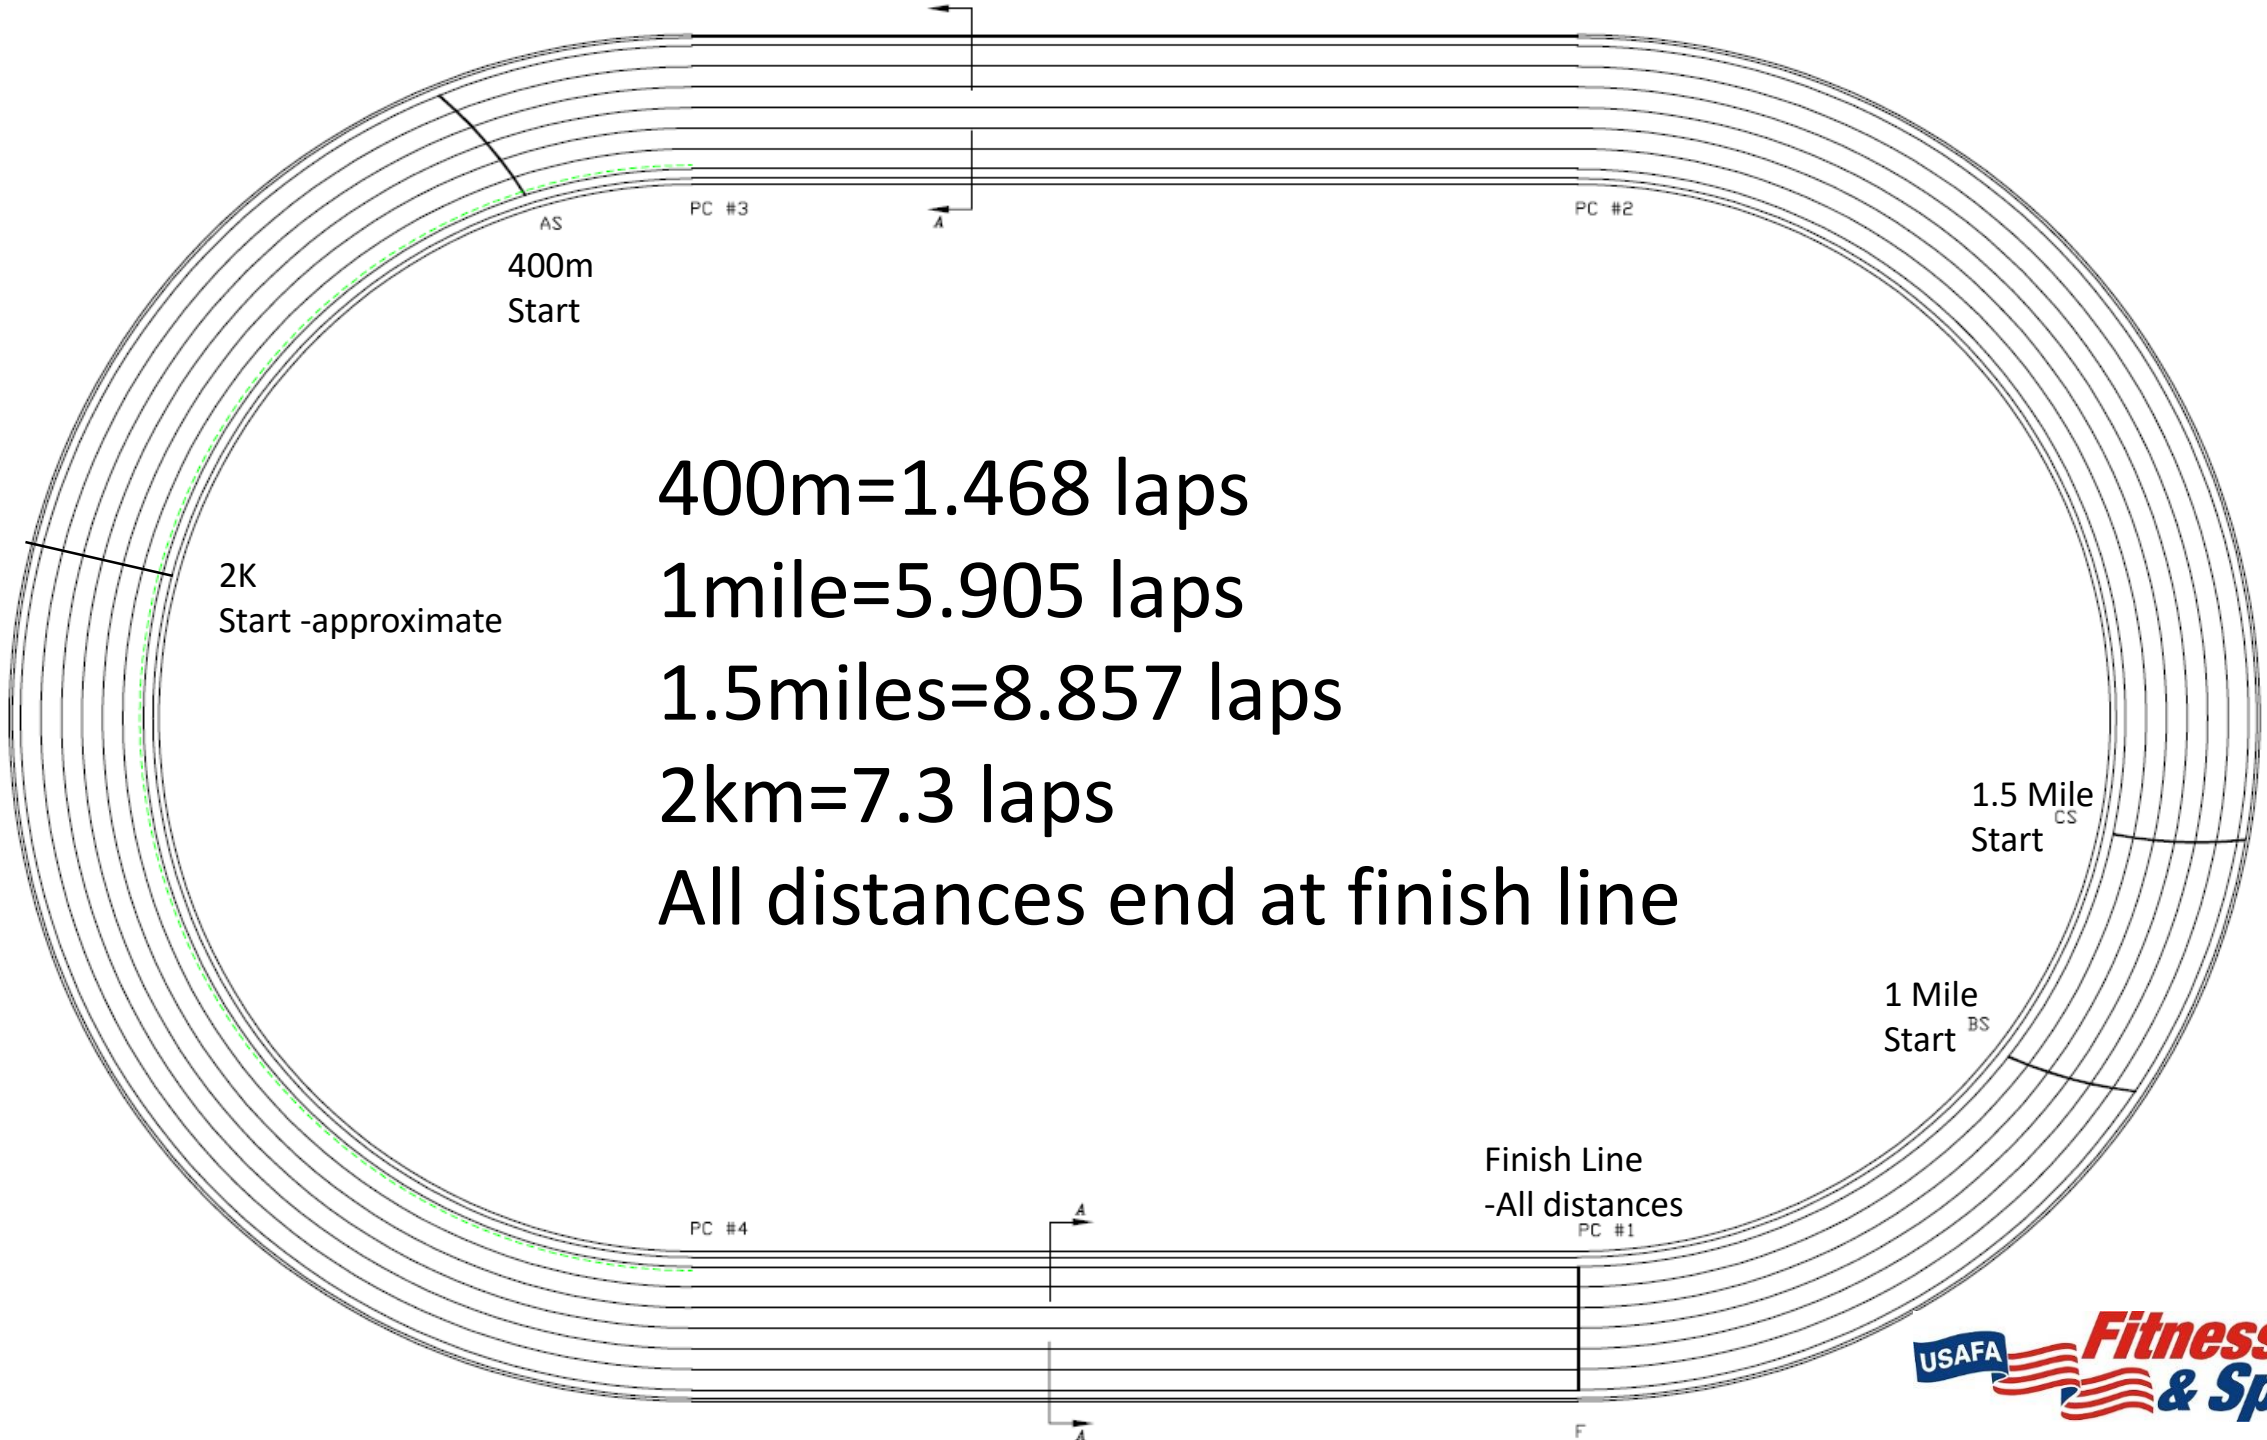 A
PC #3
PC #2
AS
400m
Start
400m=1.468 laps
1mile=5.905 laps
1.5miles=8.857 laps
2km=7.3 laps
All distances end at finish line
2K
Start -approximate
1.5 Mile
CS
Start
1 Mile
BS
Start
Finish Line
-All distances
PC #1
PC #4
A
A
F
USAFA
Fitness
& Sp